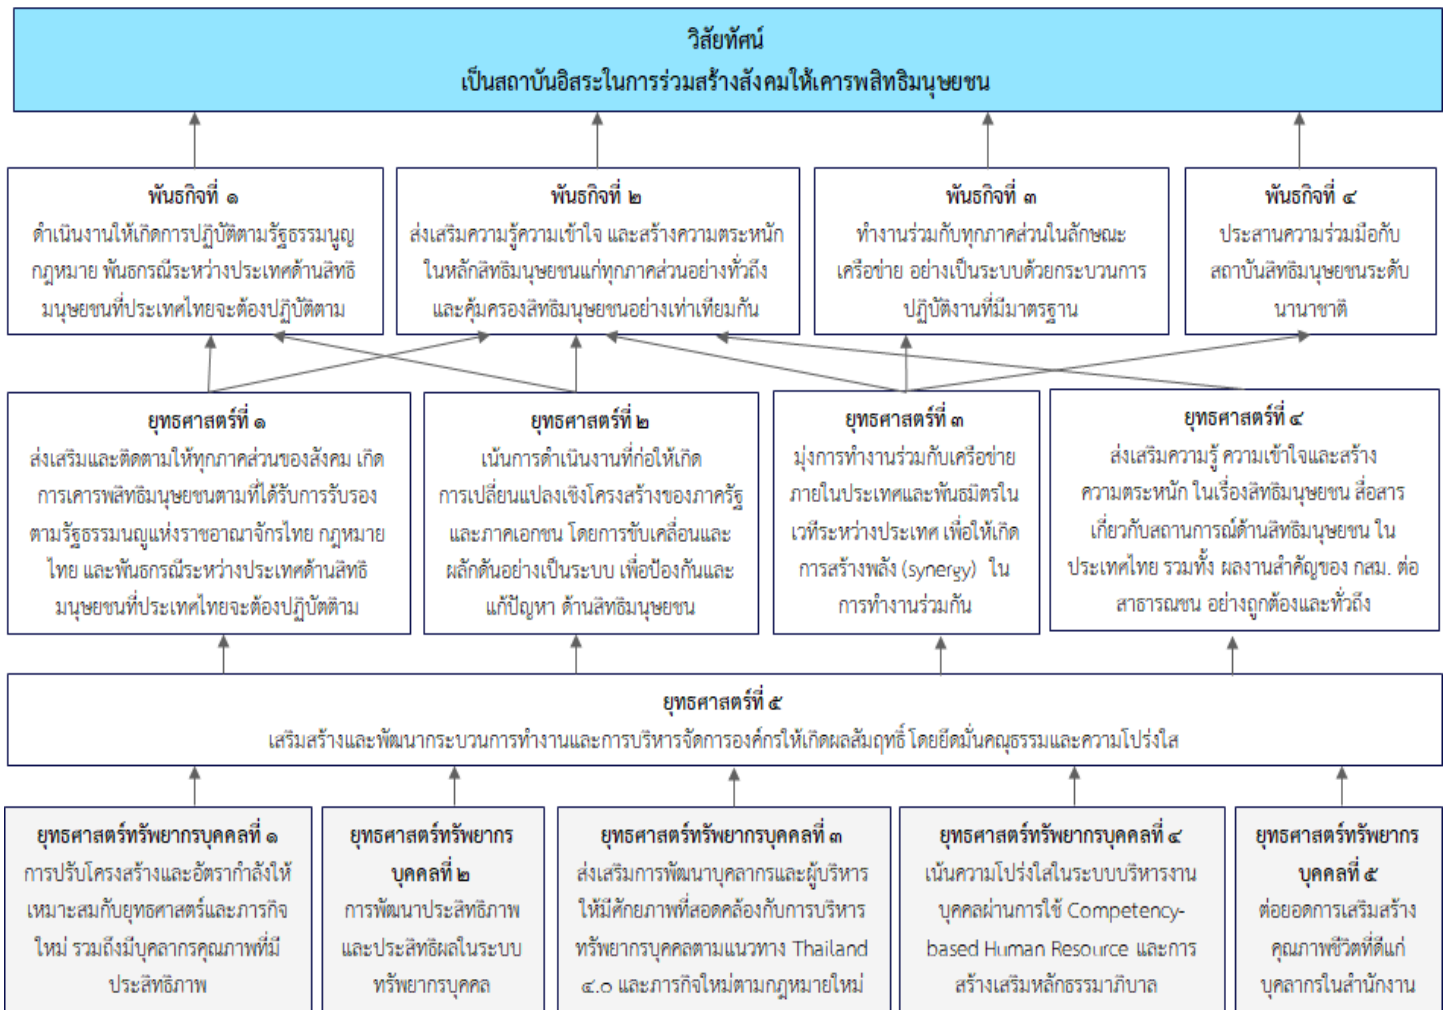 วิสัยทัศน์
เป็นสถาบันอิสระในการร่วมสร้างสังคมให้เคารพสิทธิมนุษยชน
พันธกิจที่ ๑
ดำเนินงานให้เกิดการปฏิบัติตามรัฐธรรมนูญ
กฎหมาย พันธกรณีระหว่างประเทศด้านสิทธิ
มนุษยชนที่ประเทศไทยจะต้องปฏิบัติตาม
พันธกิจที่ ๒
ส่งเสริมความรู้ความเข้าใจ และสร้างความตระหนัก
ในหลักสิทธิมนุษยชนแก่ทุกภาคส่วนอย่างทั่วถึง
และคุ้มครองสิทธิมนุษยชนอย่างเท่าเทียมกัน
พันธกิจที่ ๓
ทำงานร่วมกับทุกภาคส่วนในลักษณะ
เครือข่าย อย่างเป็นระบบด้วยกระบวนการ
ปฏิบัติงานที่มีมาตรฐาน
พันธกิจที่ ๔
ประสานความร่วมมือกับ
สถาบันสิทธิมนุษยชนระดับ
นานาชาติ
ยุทธศาสตร์ที่ ๑
ส่งเสริมและติดตามให้ทุกภาคส่วนของสังคม เกิด
การเคารพสิทธิมนุษยชนตามที่ได้รับการรับรอง
ตามรัฐธรรมนูญแห่งราชอาณาจักรไทย กฎหมาย
ไทย และพันธกรณีระหว่างประเทศด้านสิทธิ
มนุษยชนที่ประเทศไทยจะต้องปฏิบัติตาม
ยุทธศาสตร์ที่ ๒
เน้นการดำเนินงานที่ก่อให้เกิด
การเปลี่ยนแปลงเชิงโครงสร้างของภาครัฐ
และภาคเอกชน โดยการขับเคลื่อนและ
ผลักดันอย่างเป็นระบบ เพื่อป้องกันและ
แก้ปัญหา ด้านสิทธิมนุษยชน
ยุทธศาสตร์ที่ ๓
มุ่งการทำงานร่วมกับเครือข่าย
ภายในประเทศและพันธมิตรใน
เวทีระหว่างประเทศ เพื่อให้เกิด
การสร้างพลัง (synergy) ใน
การทำงานร่วมกัน
ยุทธศาสตร์ที่ ๔
ส่งเสริมความรู้ ความเข้าใจและสร้าง
ความตระหนัก ในเรื่องสิทธิมนุษยชน สื่อสาร
เกี่ยวกับสถานการณ์ด้านสิทธิมนุษยชน ใน
ประเทศไทย รวมทั้ง ผลงานสำคัญของ กสม. ต่อ
สาธารณชน อย่างถูกต้องและทั่วถึง
ยุทธศาสตร์ที่ ๕
เสริมสร้างและพัฒนากระบวนการทำงานและการบริหารจัดการองค์กรให้เกิดผลสัมฤทธิ์ โดยยึดมั่นคุณธรรมและความโปร่งใส
ยุทธศาสตร์ทรัพยากรบุคคลที่ ๑
การปรับโครงสร้างและอัตรากำลังให้
เหมาะสมกับยุทธศาสตร์และภารกิจ
ใหม่ รวมถึงมีบุคลากรคุณภาพที่มี
ประสิทธิภาพ
ยุทธศาสตร์ทรัพยากร
บุคคลที่ ๒
การพัฒนาประสิทธิภาพ
และประสิทธิผลในระบบ
ทรัพยากรบุคคล
ยุทธศาสตร์ทรัพยากรบุคคลที่ ๓
ส่งเสริมการพัฒนาบุคลากรและผู้บริหาร
ให้มีศักยภาพที่สอดคล้องกับการบริหาร
ทรัพยากรบุคคลตามแนวทาง Thailand
๔.๐ และภารกิจใหม่ตามกฎหมายใหม่
ยุทธศาสตร์ทรัพยากรบุคคลที่ ๔
เน้นความโปร่งใสในระบบบริหารงาน
บุคคลผ่านการใช้ Competency-
based Human Resource และการ
สร้างเสริมหลักธรรมาภิบาล
ยุทธศาสตร์ทรัพยากร
บุคคลที่ ๕
ต่อยอดการเสริมสร้าง
คุณภาพชีวิตที่ดีแก่
บุคลากรในสำนักงาน